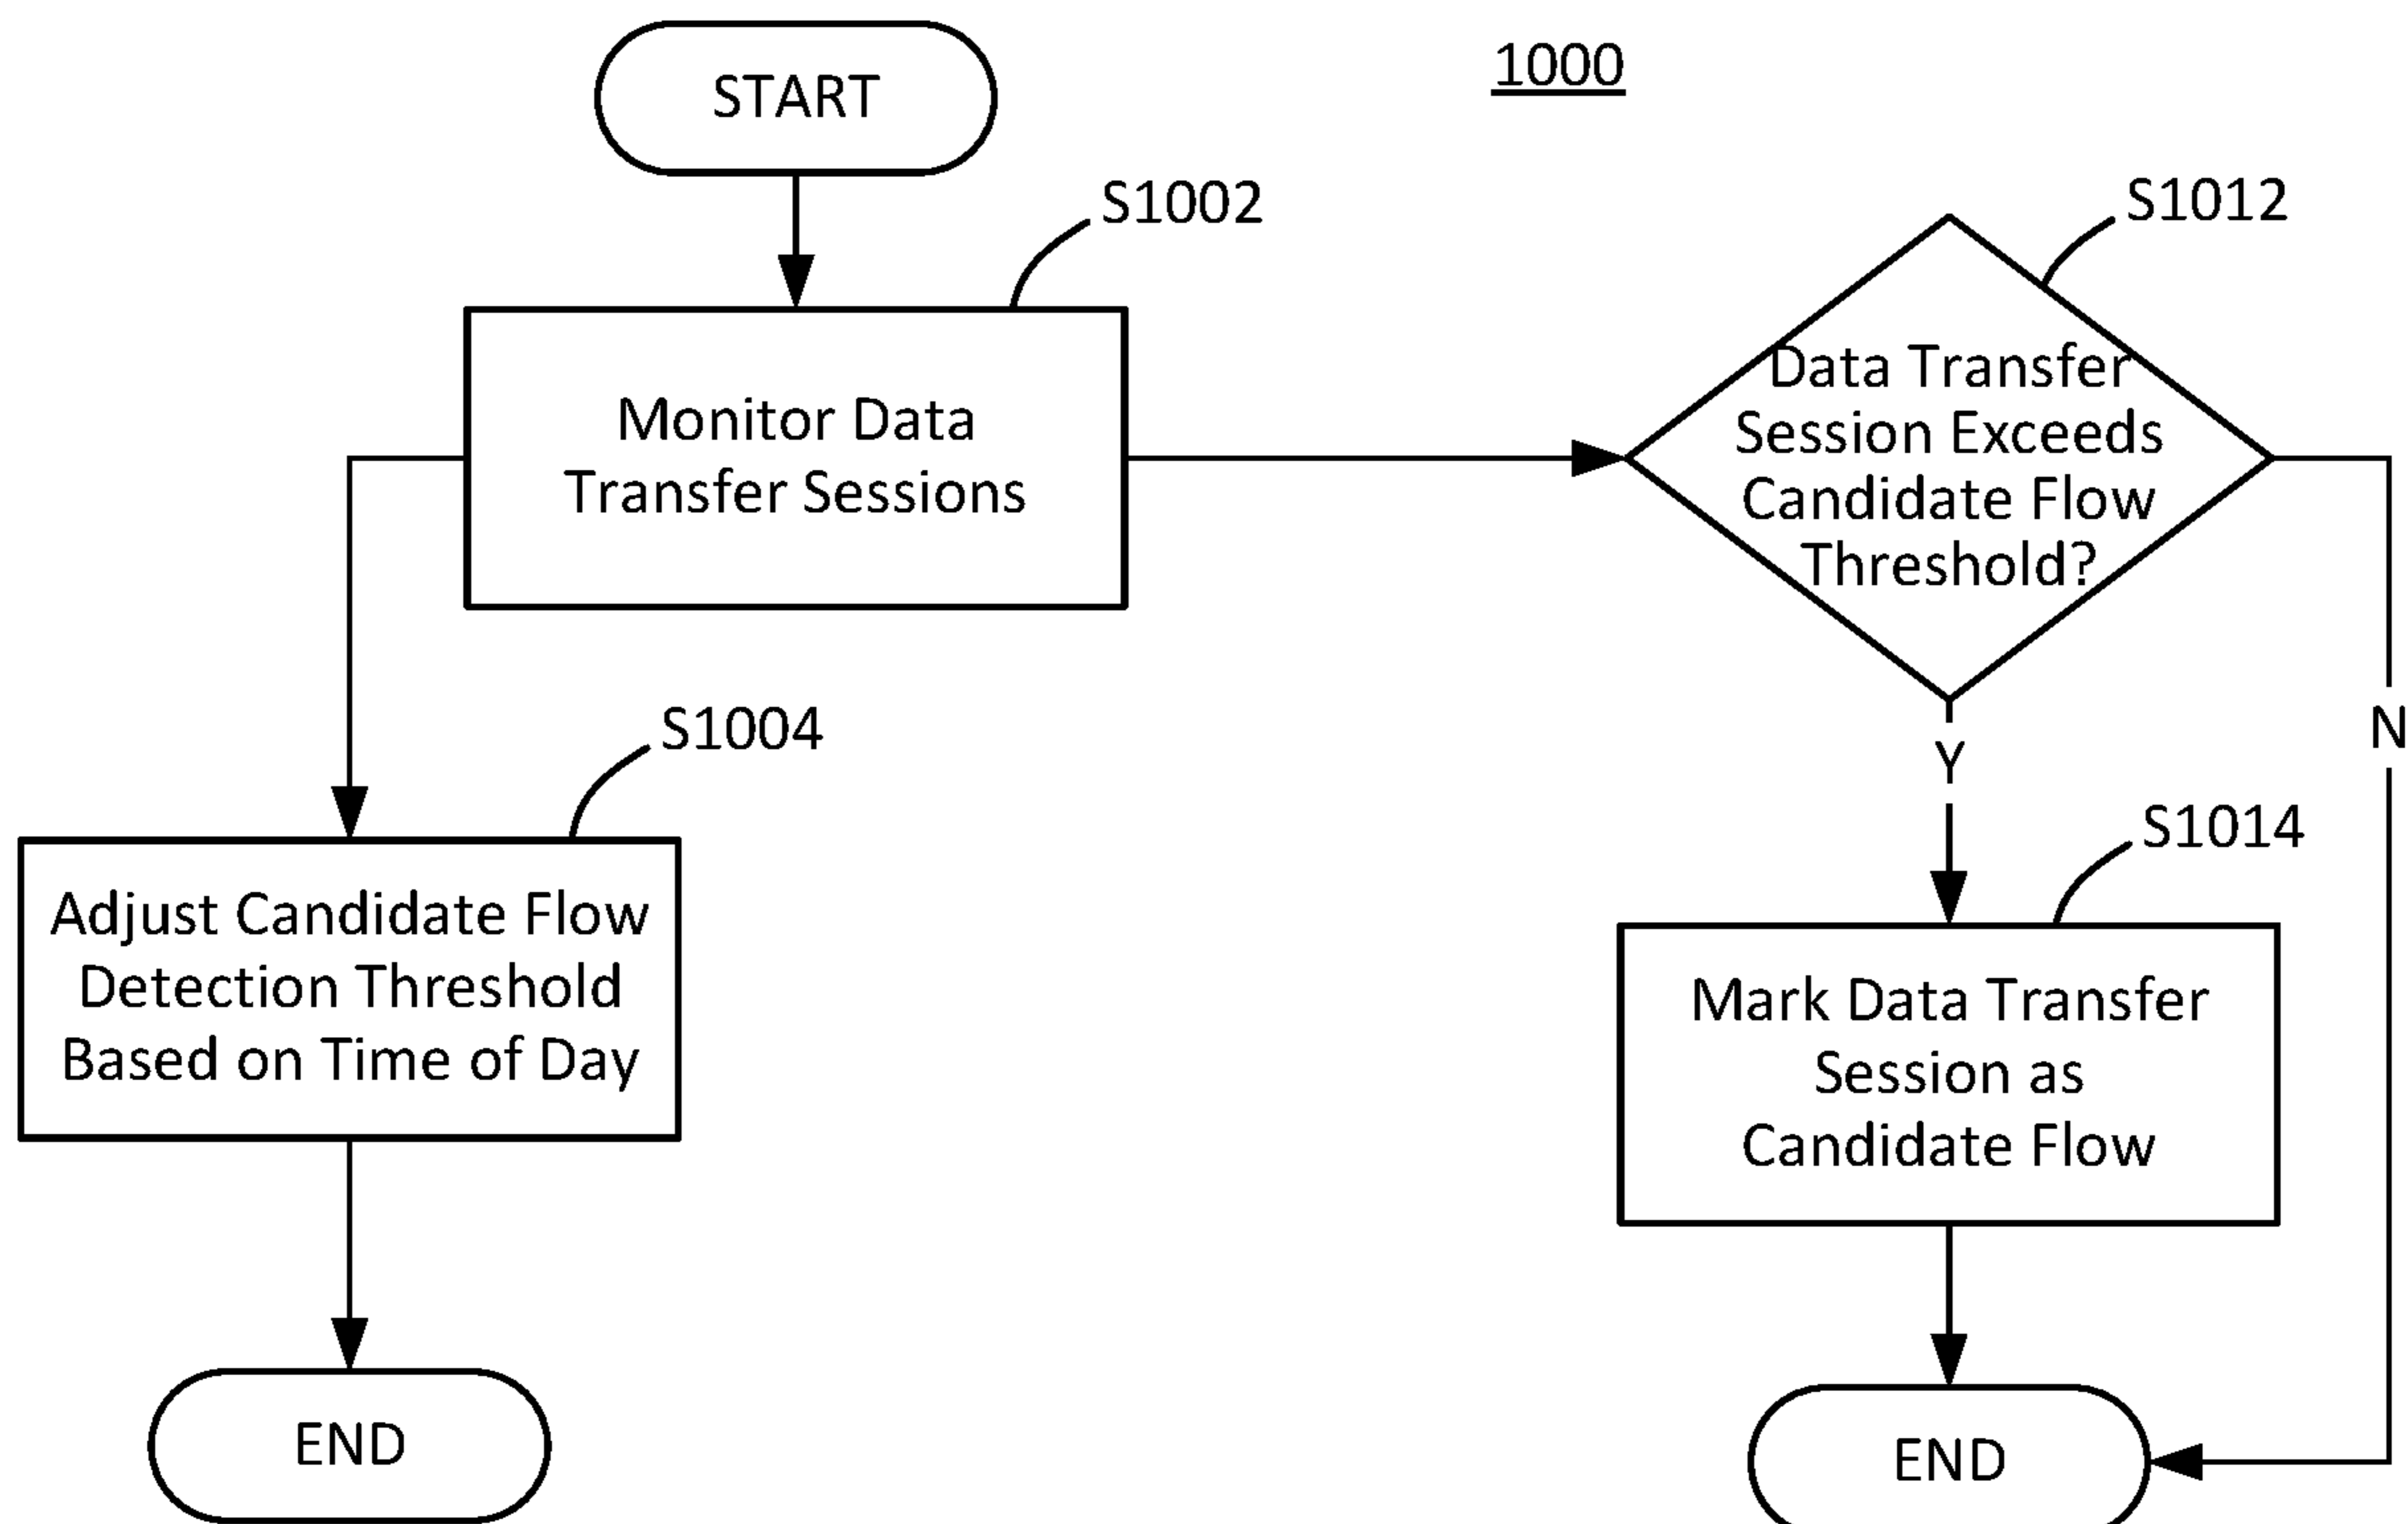 START
1000
S1002
Monitor Data
Transfer Sessions
S1012
Data Transfer
Session Exceeds
Candidate Flow
Threshold?
N
Y
S1004
Adjust Candidate Flow
Detection Threshold
Based on Time of Day
S1014
Mark Data Transfer
Session as
Candidate Flow
END
END